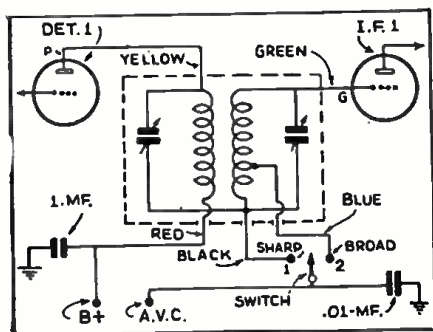 DET.1
P
YELLOW
GREEN
I.F.1
G
1.MF.
RED
BLACK
SHARP
1
2
BROAD
BLUE
SWITCH
.01-MF.
B+
A.V.C.